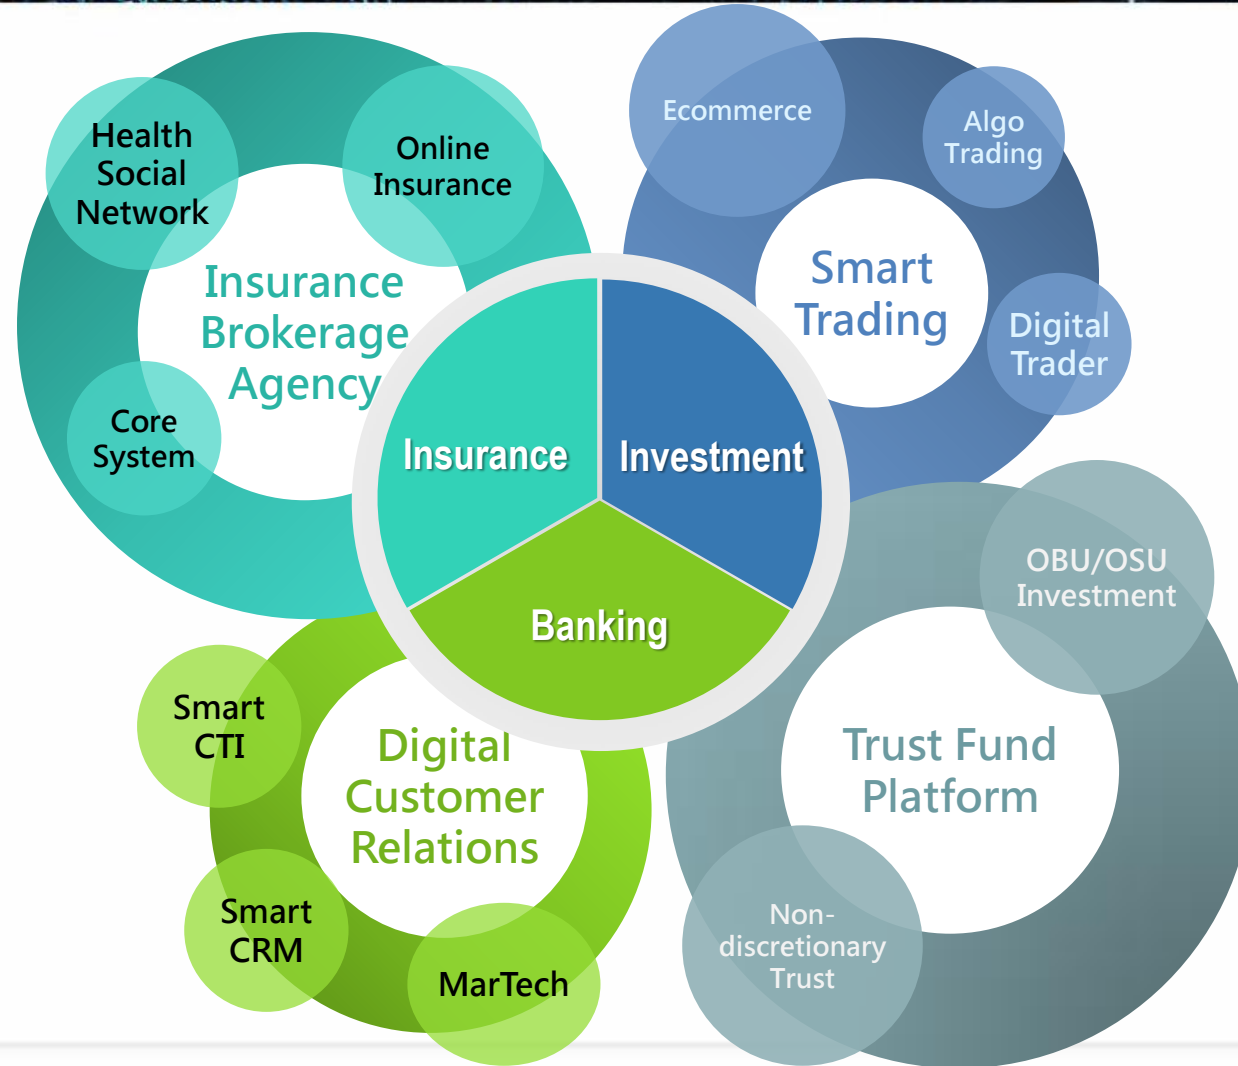 Health
Social
Network
Online
Insurance
Insurance
Brokerage
Agency
Core
System
Ecommerce
Algo
Trading
Smart
Trading
Digital
Trader
Insurance
Investment
Banking
OBU/OSU
Investment
Trust Fund
Platform
Non-
discretionary
Trust
Smart
CTI
Digital
Customer
Relations
Smart
CRM
MarTech